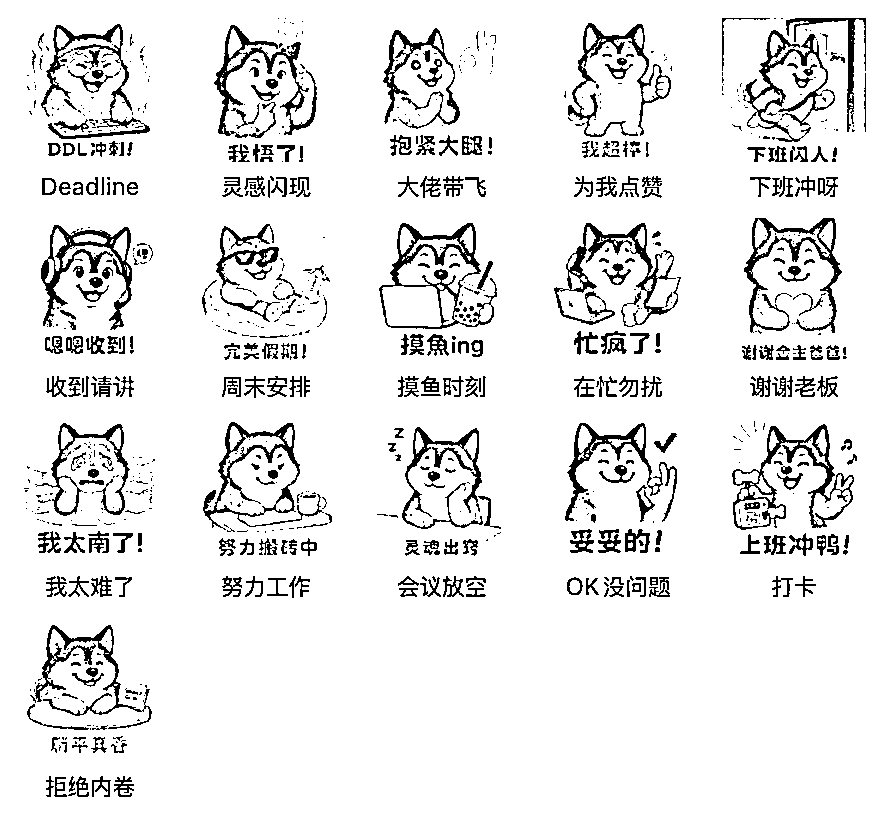 DDL冲刺!
我悟了!
抱紧大腿!
我超棒!
下班闪人!
Deadline
灵感闪现
大佬带飞
为我点赞
下班冲呀
嗯嗯收到!
完美假期!
摸魚ing
忙疯了!
谢谢金主爸爸!
收到请讲
周末安排
摸鱼时刻
在忙勿扰
谢谢老板
z
z
z
我太南了!
努力搬砖中
灵魂出窍
妥妥的!
上班冲鸭!
我太难了
努力工作
会议放空
OK没问题
打卡
拒绝内卷